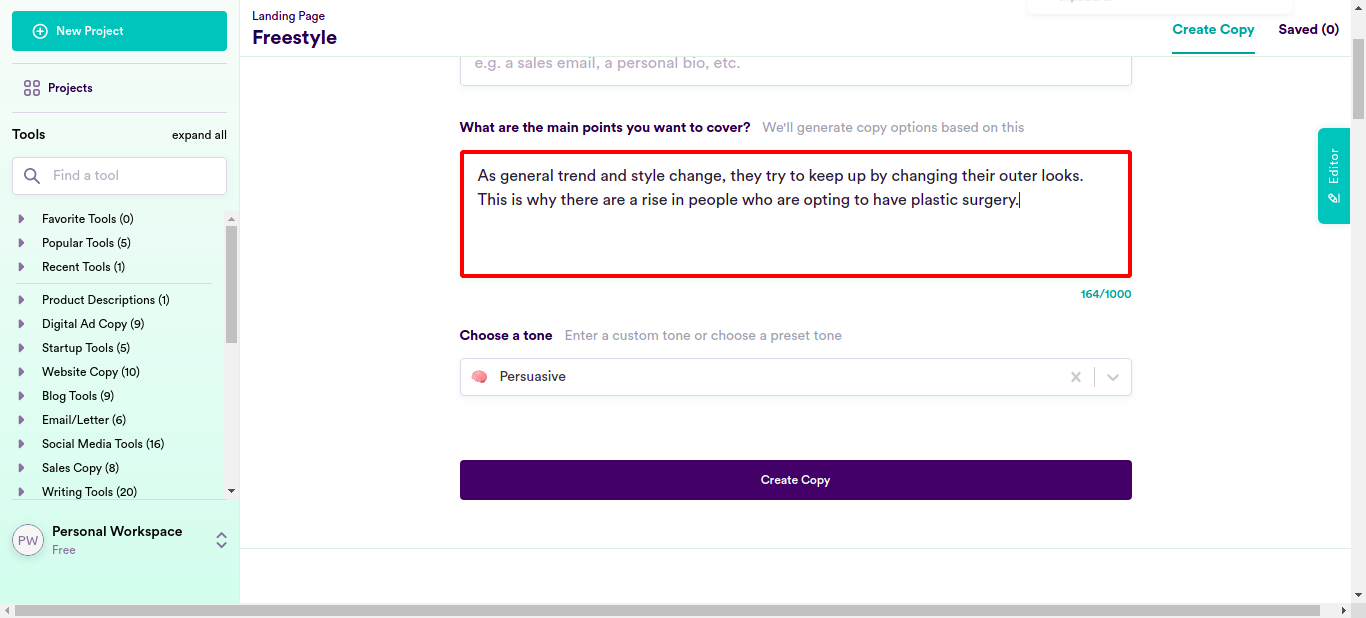 New Project
Projects
Tools
expand all
Find a tool
Favorite Tools (0)
Popular Tools (5)
Recent Tools (1)
Product Descriptions (1)
Digital Ad Copy (9)
Startup Tools (5)
Website Copy (10)
Blog Tools (9)
Email/Letter (6)
Social Media Tools (16)
Sales Copy (8)
Writing Tools (20)
PW
Personal Workspace
Free
Landing Page
Freestyle
Create Copy
Saved (0)
e.g. a sales email, a personal bio, etc.
What are the main points you want to cover? We'll generate copy options based on this
As general trend and style change, they try to keep up by changing their outer looks.
This is why there are a rise in people who are opting to have plastic surgery.
164/1000
Choose a tone Enter a custom tone or choose a preset tone
Persuasive
Create Copy
Editor